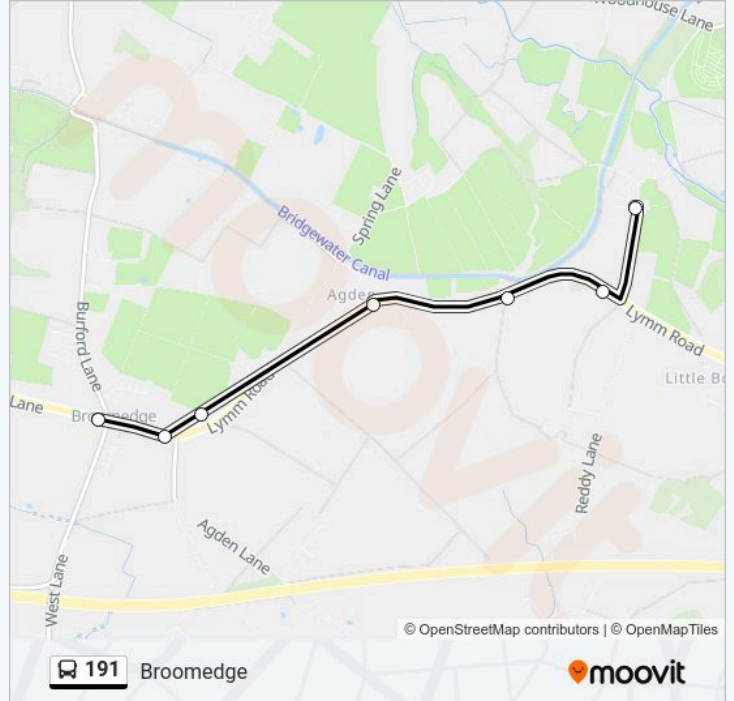 Woodhouse Lane
Spring Lane
Bridgewater Canal
Agden
Lymm Road
Burford Lane
Little Bo
Lane
Broomedge
Lymm Road
Reddy Lane
Agden Lane
West Lane
moovit
© OpenStreetMap contributors | © OpenMapTiles
191 Broomedge
moovit